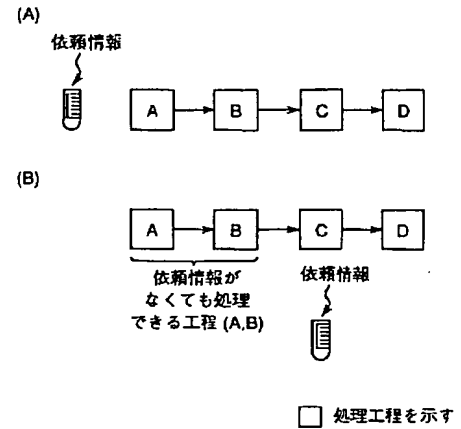 (A)
依頼情報
A B C D
(B)
A B C D
依頼情報が
なくても処理
できる工程(A,B)
依頼情報
処理工程を示す